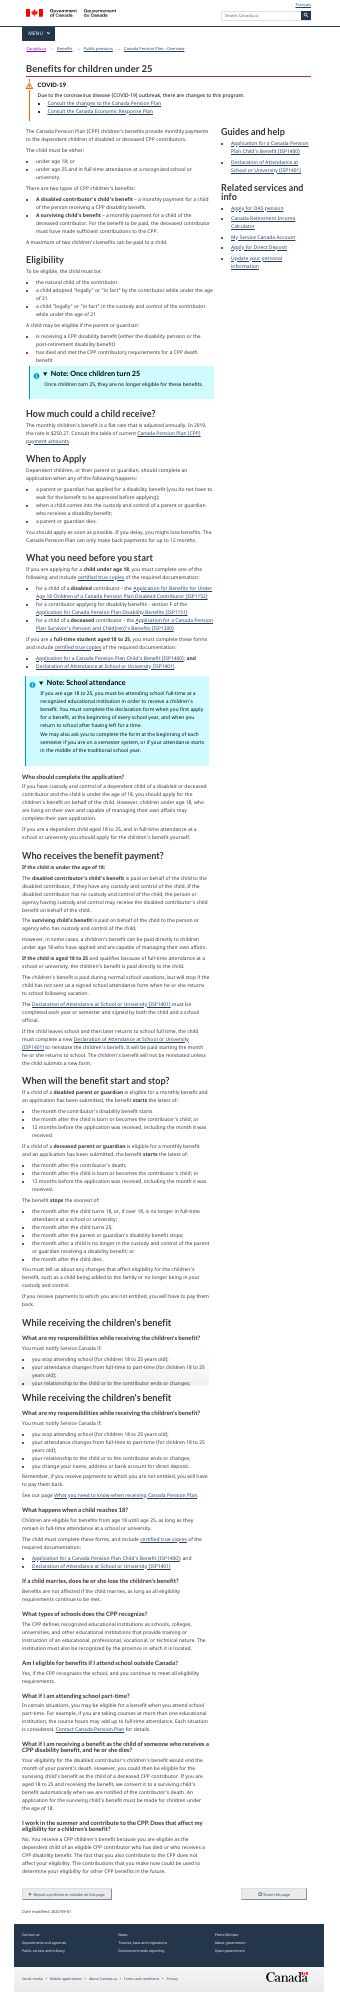 Français
Government of Canada
Gouvernement du Canada
Search Canada.ca
MENU
Canada.ca
Benefits
Public pensions
Canada Pension Plan - Overview
Benefits for children under 25
COVID-19
Due to the coronavirus disease (COVID-19) outbreak, there are changes to this program.
Consult the changes to the Canada Pension Plan
Consult the Canada Economic Response Plan
The Canada Pension Plan (CPP) children's benefits provide monthly payments
to the dependent children of disabled or deceased CPP contributors.
The child must be either:
under age 18; or
under age 25 and in full-time attendance at a recognized school or
university.
There are two types of CPP children's benefits:
A disabled contributor's child's benefit – a monthly payment for a child
of the person receiving a CPP disability benefit.
A surviving child's benefit – a monthly payment for a child of the
deceased contributor. For the benefit to be paid, the deceased contributor
must have made sufficient contributions to the CPP.
A maximum of two children's benefits can be paid to a child.
Guides and help
Application for a Canada Pension
Plan Child's Benefit (ISP1400)
Declaration of Attendance at
School or University (ISP1401)
Related services and
info
Apply for OAS pension
Canada Retirement Income
Calculator
My Service Canada Account
Apply for Direct Deposit
Update your personal
information
Eligibility
To be eligible, the child must be:
the natural child of the contributor
a child adopted "legally" or "in fact" by the contributor while under the age
of 21
a child "legally" or "in fact" in the custody and control of the contributor
while under the age of 21
A child may be eligible if the parent or guardian:
is receiving a CPP disability benefit (either the disability pension or the
post-retirement disability benefit)
has died and met the CPP contributory requirements for a CPP death
benefit
Note: Once children turn 25
Once children turn 25, they are no longer eligible for these benefits.
How much could a child receive?
The monthly children's benefit is a flat rate that is adjusted annually. In 2019,
the rate is $250.27. Consult the table of current Canada Pension Plan (CPP)
payment amounts.
When to Apply
Dependent children, or their parent or guardian, should complete an
application when any of the following happens:
a parent or guardian has applied for a disability benefit (you do not have to
wait for the benefit to be approved before applying);
when a child comes into the custody and control of a parent or guardian
who receives a disability benefit;
a parent or guardian dies.
You should apply as soon as possible. If you delay, you might lose benefits. The
Canada Pension Plan can only make back payments for up to 12 months.
What you need before you start
If you are applying for a child under age 18, you must complete one of the
following and include certified true copies of the required documentation:
for a child of a disabled contributor - the Application for Benefits for Under
Age 18 Children of a Canada Pension Plan Disabled Contributor (ISP1152)
for a contributor applying for disability benefits - section F of the
Application for Canada Pension Plan Disability Benefits (ISP1151)
for a child of a deceased contributor - the Application for a Canada Pension
Plan Survivor's Pension and Child(ren)'s Benefits (ISP1300)
If you are a full-time student aged 18 to 25, you must complete these forms
and include certified true copies of the required documentation:
Application for a Canada Pension Plan Child's Benefit (ISP1400); and
Declaration of Attendance at School or University (ISP1401).
Note: School attendance
If you are age 18 to 25, you must be attending school full-time at a
recognized educational institution in order to receive a children's
benefit. You must complete the declaration form when you first apply
for a benefit, at the beginning of every school year, and when you
return to school after having left for a time.
We may also ask you to complete the form at the beginning of each
semester if you are on a semester system, or if your attendance starts
in the middle of the traditional school year.
Who should complete the application?
If you have custody and control of a dependent child of a disabled or deceased
contributor and the child is under the age of 18, you should apply for the
children's benefit on behalf of the child. However, children under age 18, who
are living on their own and capable of managing their own affairs may
complete their own application.
If you are a dependent child aged 18 to 25, and in full-time attendance at a
school or university you should apply for the children's benefit yourself.
Who receives the benefit payment?
If the child is under the age of 18:
The disabled contributor's child's benefit is paid on behalf of the child to the
disabled contributor, if they have any custody and control of the child. If the
disabled contributor has no custody and control of the child, the person or
agency having custody and control may receive the disabled contributor's child
benefit on behalf of the child.
The surviving child's benefit is paid on behalf of the child to the person or
agency who has custody and control of the child.
However, in some cases, a children's benefit can be paid directly to children
under age 18 who have applied and are capable of managing their own affairs.
If the child is aged 18 to 25 and qualifies because of full-time attendance at a
school or university, the children's benefit is paid directly to the child.
The children's benefit is paid during normal school vacations, but will stop if the
child has not sent us a signed school attendance form when he or she returns
to school following vacation.
The Declaration of Attendance at School or University (ISP1401) must be
completed each year or semester and signed by both the child and a school
official.
If the child leaves school and then later returns to school full time, the child
must complete a new Declaration of Attendance at School or University
(ISP1401) to reinstate the children's benefit. It will be paid starting the month
he or she returns to school. The children's benefit will not be reinstated unless
the child submits a new form.
When will the benefit start and stop?
If a child of a disabled parent or guardian is eligible for a monthly benefit and
an application has been submitted, the benefit starts the latest of:
the month the contributor's disability benefit starts
the month after the child is born or becomes the contributor's child; or
12 months before the application was received, including the month it was
received.
If a child of a deceased parent or guardian is eligible for a monthly benefit
and an application has been submitted, the benefit starts the latest of:
the month after the contributor's death;
the month after the child is born or becomes the contributor's child; or
12 months before the application was received, including the month it was
received.
The benefit stops the soonest of:
the month after the child turns 18, or, if over 18, is no longer in full-time
attendance at a school or university;
the month after the child turns 25;
the month after the parent or guardian's disability benefit stops;
the month after a child is no longer in the custody and control of the parent
or guardian receiving a disability benefit; or
the month after the child dies.
You must tell us about any changes that affect eligibility for the children's
benefit, such as a child being added to the family or no longer being in your
custody and control.
If you receive payments to which you are not entitled, you will have to pay them
back.
While receiving the children's benefit
What are my responsibilities while receiving the children's benefit?
You must notify Service Canada if:
you stop attending school (for children 18 to 25 years old);
your attendance changes from full-time to part-time (for children 18 to 25
years old);
your relationship to the child or to the contributor ends or changes;
While receiving the children's benefit
What are my responsibilities while receiving the children's benefit?
You must notify Service Canada if:
you stop attending school (for children 18 to 25 years old);
your attendance changes from full-time to part-time (for children 18 to 25
years old);
your relationship to the child or to the contributor ends or changes;
you change your name, address or bank account for direct deposit.
Remember, if you receive payments to which you are not entitled, you will have
to pay them back.
See our page What you need to know when receiving Canada Pension Plan.
What happens when a child reaches 18?
Children are eligible for benefits from age 18 until age 25, as long as they
remain in full-time attendance at a school or university.
The child must complete these forms, and include certified true copies of the
required documentation:
Application for a Canada Pension Plan Child's Benefit (ISP1400); and
Declaration of Attendance at School or University (ISP1401)
If a child marries, does he or she lose the children's benefit?
Benefits are not affected if the child marries, as long as all eligibility
requirements continue to be met.
What types of schools does the CPP recognize?
The CPP defines recognized educational institutions as schools, colleges,
universities, and other educational institutions that provide training or
instruction of an educational, professional, vocational, or technical nature. The
institution must also be recognized by the province in which it is located.
Am I eligible for benefits if I attend school outside Canada?
Yes, if the CPP recognizes the school, and you continue to meet all eligibility
requirements.
What if I am attending school part-time?
In certain situations, you may be eligible for a benefit when you attend school
part-time. For example, if you are taking courses at more than one educational
institution, the course hours may add up to full-time attendance. Each situation
is considered. Contact Canada Pension Plan for details.
What if I am receiving a benefit as the child of someone who receives a
CPP disability benefit, and he or she dies?
Your eligibility for the disabled contributor's children's benefit would end the
month of your parent's death. However, you could then be eligible for the
surviving child's benefit as the child of a deceased CPP contributor. If you are
aged 18 to 25 and receiving the benefit, we convert it to a surviving child's
benefit automatically when we are notified of the contributor's death. An
application for the surviving child's benefit must be made for children under
the age of 18.
I work in the summer and contribute to the CPP. Does that affect my
eligibility for a children's benefit?
No. You receive a CPP children's benefit because you are eligible as the
dependent child of an eligible CPP contributor who has died or who receives a
CPP disability benefit. The fact that you also contribute to the CPP does not
affect your eligibility. The contributions that you make now could be used to
determine your eligibility for other CPP benefits in the future.
Report a problem or mistake on this page
Share this page
Date modified: 2020-09-01
Contact us
News
Prime Minister
Departments and agencies
Treaties, laws and regulations
About government
Public service and military
Government-wide reporting
Open government
Social media
Mobile applications
About Canada.ca
Terms and conditions
Privacy
Canada